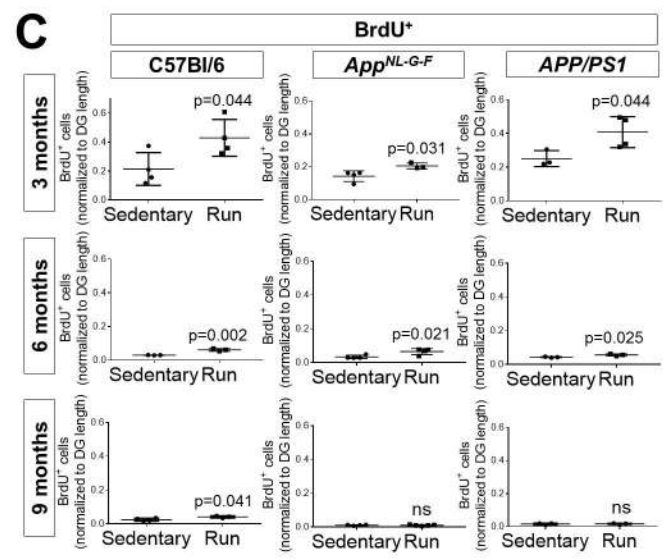 C
BrdU⁺
C57Bl/6
App^NL-G-F
APP/PS1
3 months
BrdU⁺ cells
(normalized to DG length)
0.6
0.4
0.2
0.0
p=0.044
Sedentary Run
BrdU⁺ cells
(normalized to DG length)
0.6
0.4
0.2
0.0
p=0.031
Sedentary Run
BrdU⁺ cells
(normalized to DG length)
0.6
0.4
0.2
0.0
p=0.044
Sedentary Run
6 months
BrdU⁺ cells
(normalized to DG length)
0.6
0.4
0.2
0.0
p=0.002
Sedentary Run
BrdU⁺ cells
(normalized to DG length)
0.6
0.4
0.2
0.0
p=0.021
Sedentary Run
BrdU⁺ cells
(normalized to DG length)
0.6
0.4
0.2
0.0
p=0.025
Sedentary Run
9 months
BrdU⁺ cells
(normalized to DG length)
0.6
0.4
0.2
0.0
p=0.041
Sedentary Run
BrdU⁺ cells
(normalized to DG length)
0.6
0.4
0.2
0.0
ns
Sedentary Run
BrdU⁺ cells
(normalized to DG length)
0.6
0.4
0.2
0.0
ns
Sedentary Run